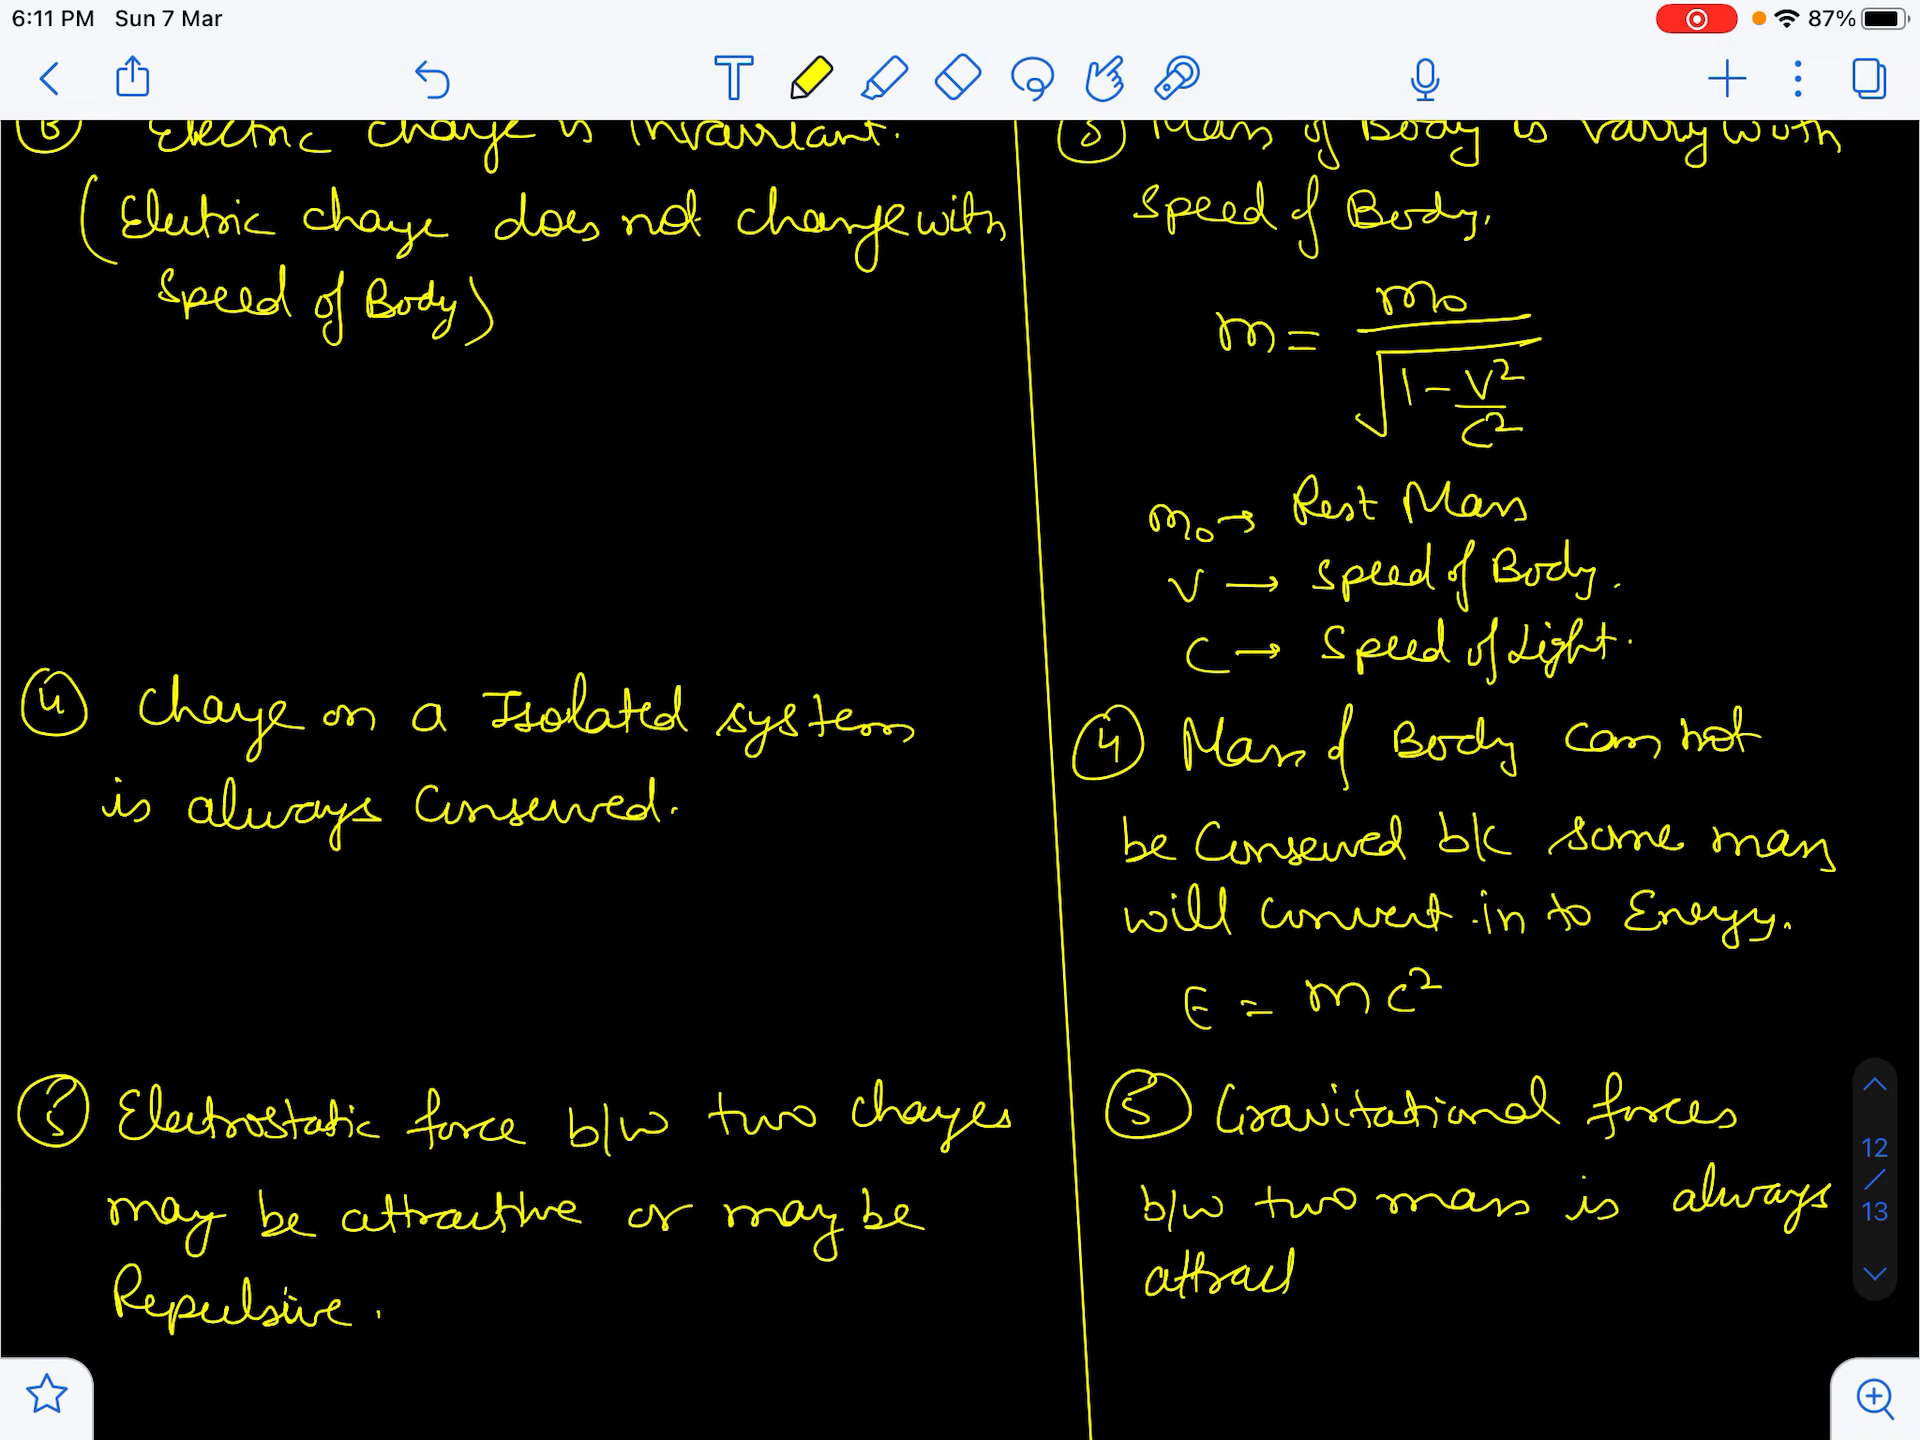 6:11 PM Sun 7 Mar
87%
③ Electric charge is Invariant.
(Electric charge does not change with
Speed of Body)
④ Charge on a Isolated system
is always Conserved.
⑤ Electrostatic force b/w two charges
may be attractive or may be
Repulsive.
③ Mass of Body is varry with
Speed of Body.
m = m₀ / √(1 - v²/c²)
m₀ → Rest Mass
v → Speed of Body.
C → Speed of Light.
④ Mass of Body can not
be Conserved b/c some mass
will convert in to Energy.
E = mc²
⑤ Gravitational forces
b/w two mass is always
attract
12
/
13